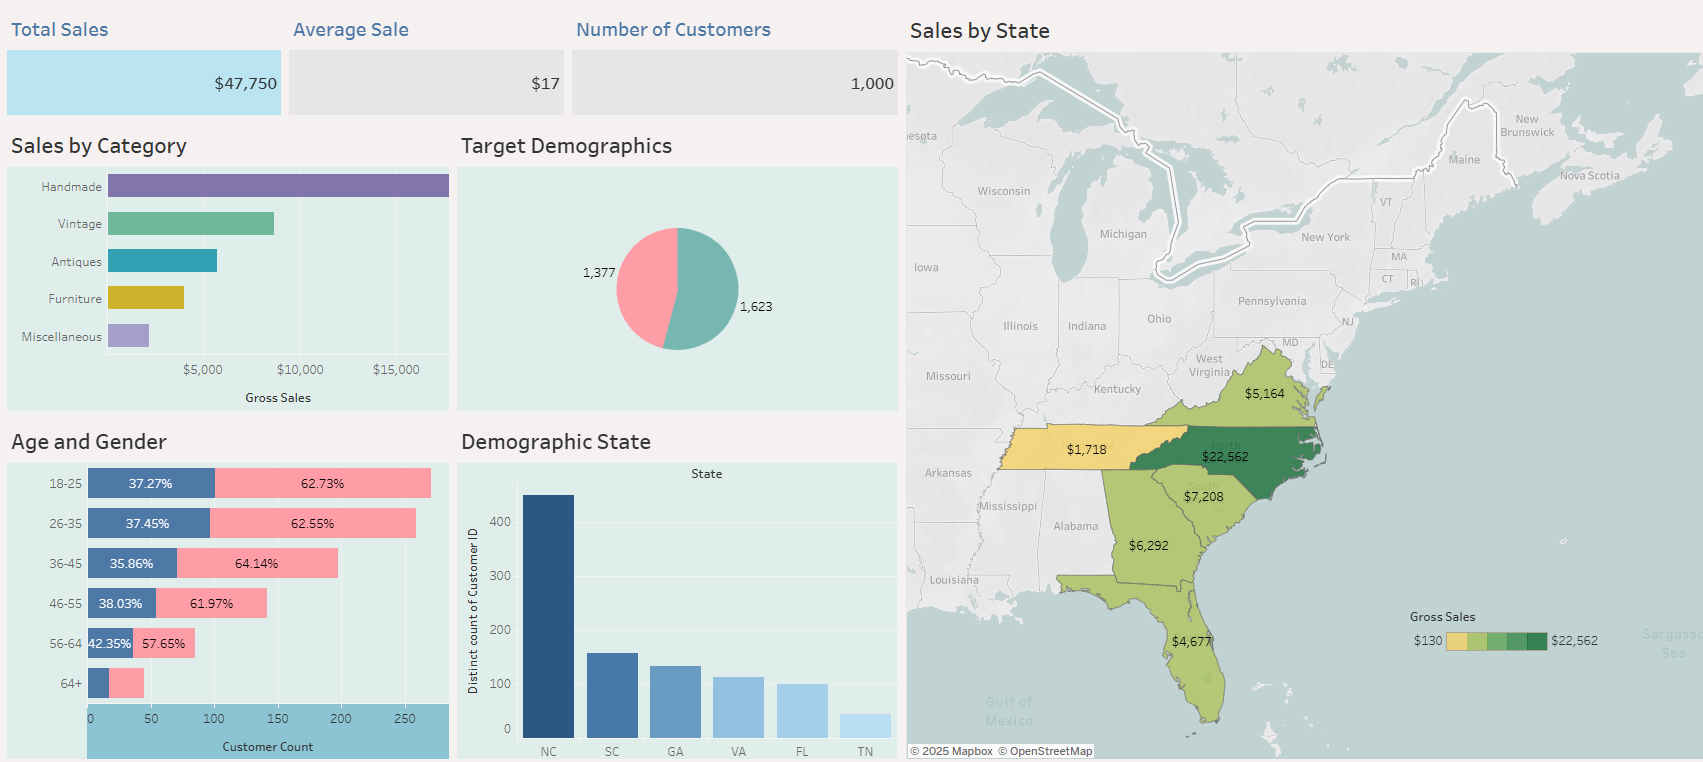 Total Sales
$47,750
Average Sale
$17
Number of Customers
1,000
Sales by Category
Handmade
Vintage
Antiques
Furniture
Miscellaneous
$5,000 $10,000 $15,000
Gross Sales
Target Demographics
1,377
1,623
Age and Gender
18-25 37.27% 62.73%
26-35 37.45% 62.55%
36-45 35.86% 64.14%
46-55 38.03% 61.97%
56-64 42.35% 57.65%
64+
0 50 100 150 200 250
Customer Count
Demographic State
State
Distinct count of Customer ID
400
300
200
100
0
NC SC GA VA FL TN
Sales by State
New
Brunswick
esota
Maine
Nova Scotia
Wisconsin
VT
Michigan
New York
MA
Iowa
CT RI
Pennsylvania
Illinois Indiana Ohio
NJ
MD
West
Virginia
DE
Missouri
Kentucky
$5,164
North
$1,718
$22,562
Arkansas
South
$7,208
Mississippi
Alabama
$6,292
Louisiana
Gross Sales
$130 $22,562
$4,677
Sargasso
Sea
Gulf of
Mexico
© 2025 Mapbox © OpenStreetMap